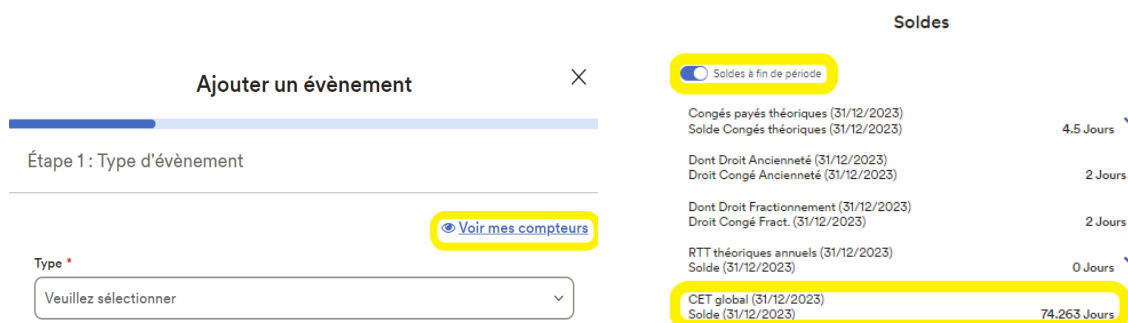 Ajouter un évènement
Étape 1 : Type d'évènement
Voir mes compteurs
Type *
Veuillez sélectionner
Soldes
Soldes à fin de période
Congés payés théoriques (31/12/2023)
Solde Congés théoriques (31/12/2023) 4.5 Jours
Dont Droit Ancienneté (31/12/2023)
Droit Congé Ancienneté (31/12/2023) 2 Jours
Dont Droit Fractionnement (31/12/2023)
Droit Congé Fract. (31/12/2023) 2 Jours
RTT théoriques annuels (31/12/2023)
Solde (31/12/2023) 0 Jours
CET global (31/12/2023)
Solde (31/12/2023) 74.263 Jours